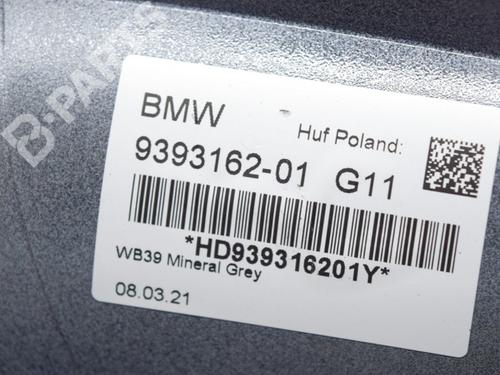 B-PARTS
BMW
Huf Poland:
9393162-01 G11
*HD939316201Y*
WB39 Mineral Grey
08.03.21